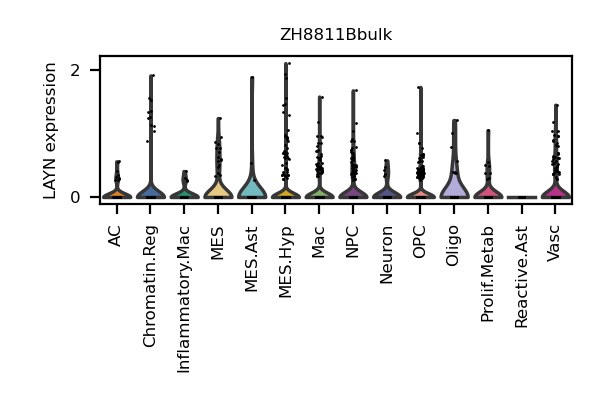 ZH8811Bbulk
LAYN expression
2
0
AC
Chromatin.Reg
Inflammatory.Mac
MES
MES.Ast
MES.Hyp
Mac
NPC
Neuron
OPC
Oligo
Prolif.Metab
Reactive.Ast
Vasc